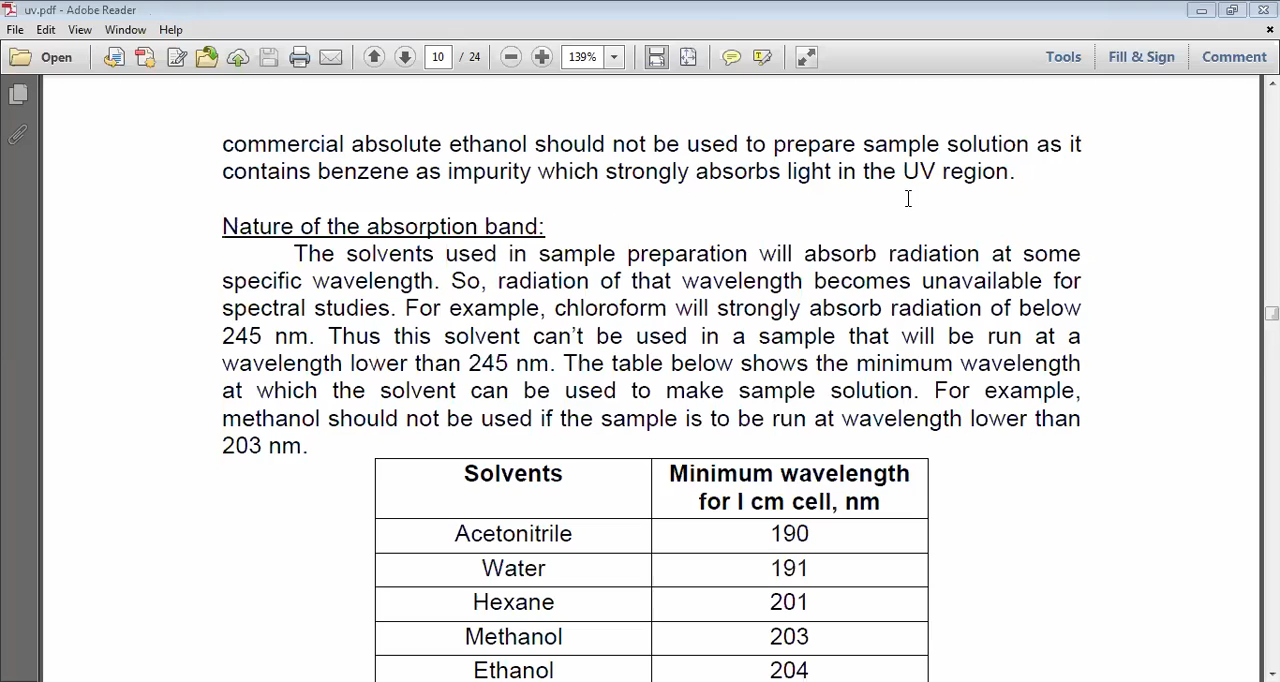 uv.pdf - Adobe Reader
File Edit View Window Help
Open 10 / 24 139% Tools Fill & Sign Comment
commercial absolute ethanol should not be used to prepare sample solution as it
contains benzene as impurity which strongly absorbs light in the UV region.
Nature of the absorption band:
The solvents used in sample preparation will absorb radiation at some
specific wavelength. So, radiation of that wavelength becomes unavailable for
spectral studies. For example, chloroform will strongly absorb radiation of below
245 nm. Thus this solvent can’t be used in a sample that will be run at a
wavelength lower than 245 nm. The table below shows the minimum wavelength
at which the solvent can be used to make sample solution. For example,
methanol should not be used if the sample is to be run at wavelength lower than
203 nm.
Solvents Minimum wavelength
for I cm cell, nm
Acetonitrile 190
Water 191
Hexane 201
Methanol 203
Ethanol 204